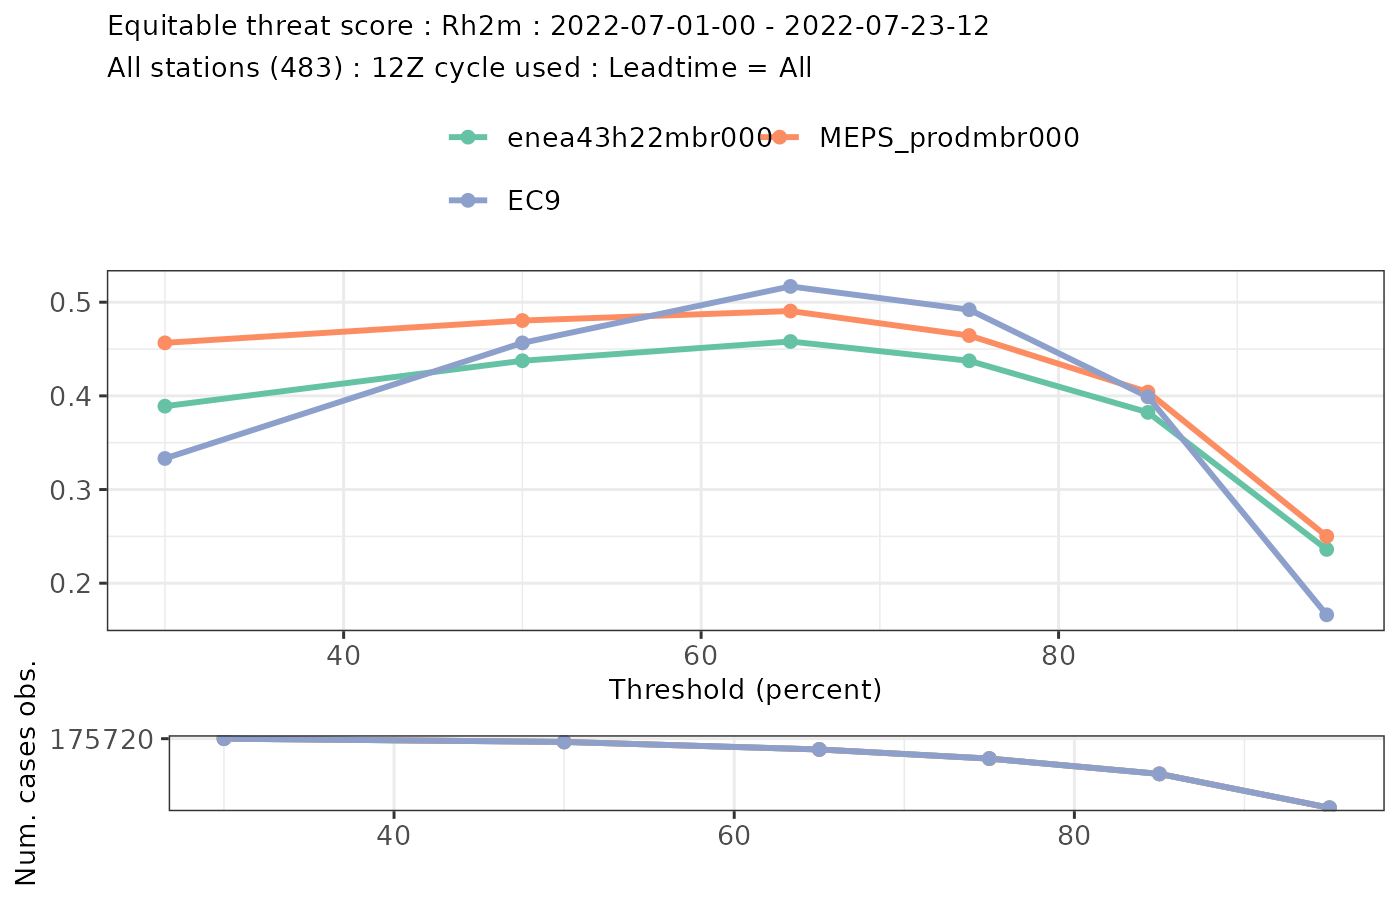 Equitable threat score : Rh2m : 2022-07-01-00 - 2022-07-23-12
All stations (483) : 12Z cycle used : Leadtime = All
enea43h22mbr000 MEPS_prodmbr000
EC9
0.5
0.4
0.3
0.2
40 60 80
Threshold (percent)
Num. cases obs.
175720
40 60 80